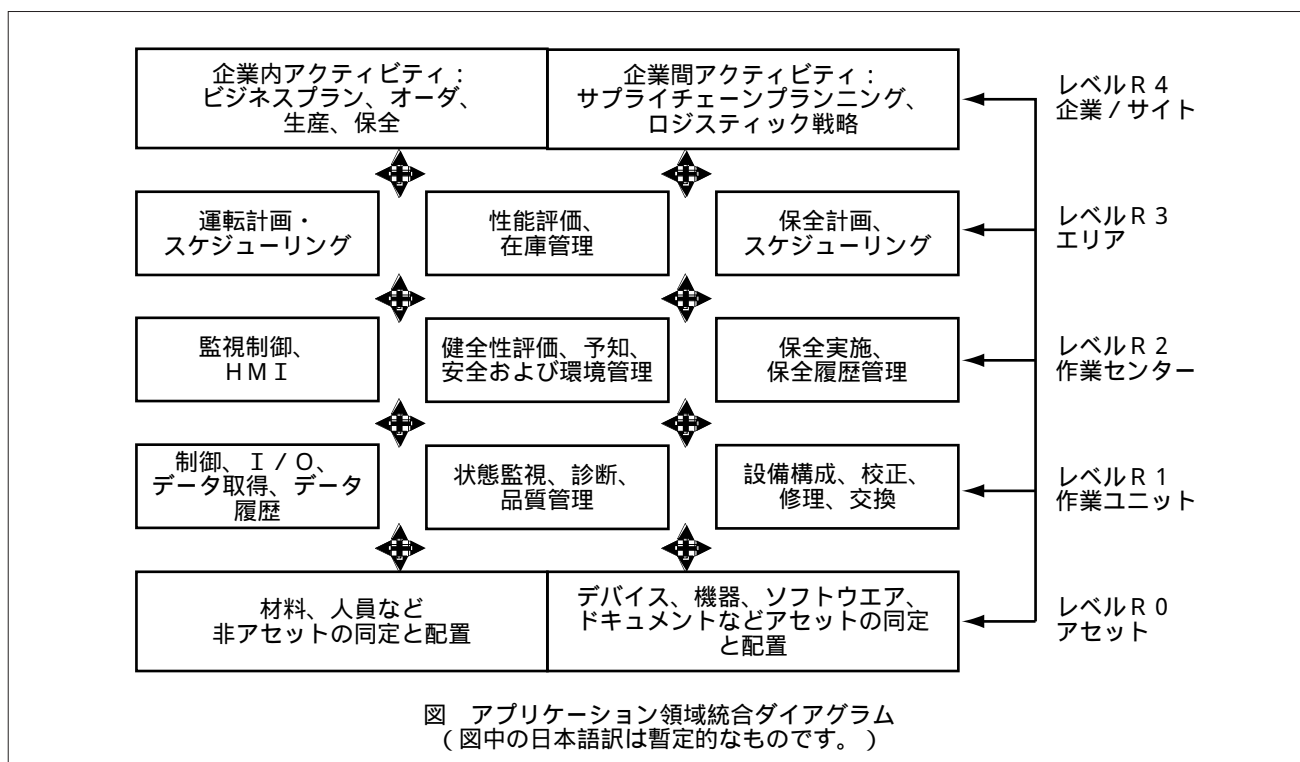 企業内アクティビティ：
ビジネスプラン、オーダ、
生産、保全
企業間アクティビティ：
サプライチェーンプランニング、
ロジスティック戦略
レベルＲ４
企業／サイト
運転計画・
スケジューリング
性能評価、
在庫管理
保全計画、
スケジューリング
レベルＲ３
エリア
監視制御、
ＨＭＩ
健全性評価、予知、
安全および環境管理
保全実施、
保全履歴管理
レベルＲ２
作業センター
制御、Ｉ／Ｏ、
データ取得、データ
履歴
状態監視、診断、
品質管理
設備構成、校正、
修理、交換
レベルＲ１
作業ユニット
材料、人員など
非アセットの同定と配置
デバイス、機器、ソフトウエア、
ドキュメントなどアセットの同定
と配置
レベルＲ０
アセット
図　アプリケーション領域統合ダイアグラム
（図中の日本語訳は暫定的なものです。）